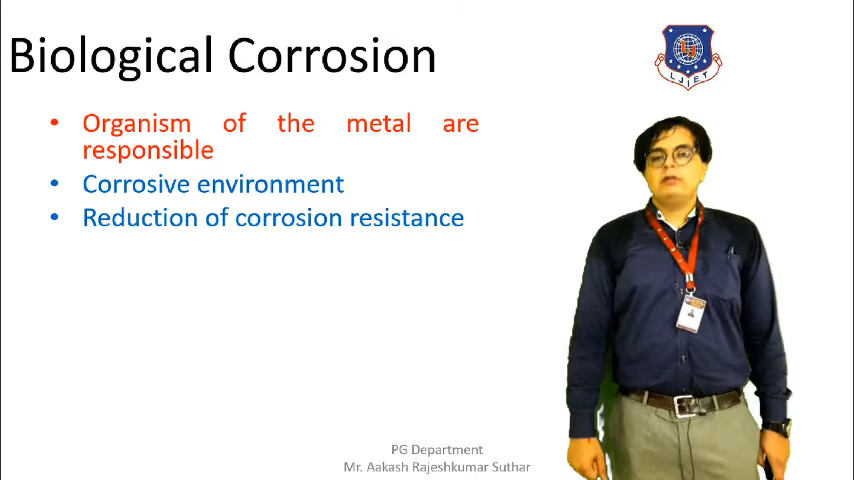 Biological Corrosion
LJIET
• Organism of the metal are
responsible
• Corrosive environment
• Reduction of corrosion resistance
PG Department
Mr. Aakash Rajeshkumar Suthar